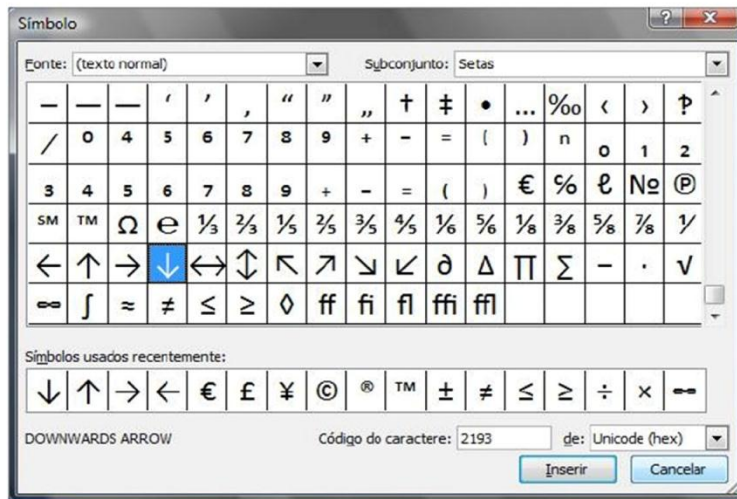 Símbolo
Fonte: (texto normal) Subconjunto: Setas
— — — ‘ ’ , “ ” „ † ‡ • … ‰ ‹ › ‽
⁄ ⁰ ⁴ ⁵ ⁶ ⁷ ⁸ ⁹ ⁺ ⁻ ⁼ ⁽ ⁾ ⁿ ₀ ₁ ₂
₃ ₄ ₅ ₆ ₇ ₈ ₉ ₊ ₋ ₌ ₍ ₎ € ℅ ℓ № ℗
℠ ™ Ω ℮ ⅓ ⅔ ⅕ ⅖ ⅗ ⅘ ⅙ ⅚ ⅛ ⅜ ⅝ ⅞ ⅟
← ↑ → ↓ ↔ ↕ ↖ ↗ ↘ ↙ ∂ ∆ ∏ ∑ − ∙ √
∞ ∫ ≈ ≠ ≤ ≥ ◊ ff fi fl ffi ffl
Símbolos usados recentemente:
↓ ↑ → ← € £ ¥ © ® ™ ± ≠ ≤ ≥ ÷ × ∞
DOWNWARDS ARROW Código do caractere: 2193 de: Unicode (hex)
Inserir Cancelar